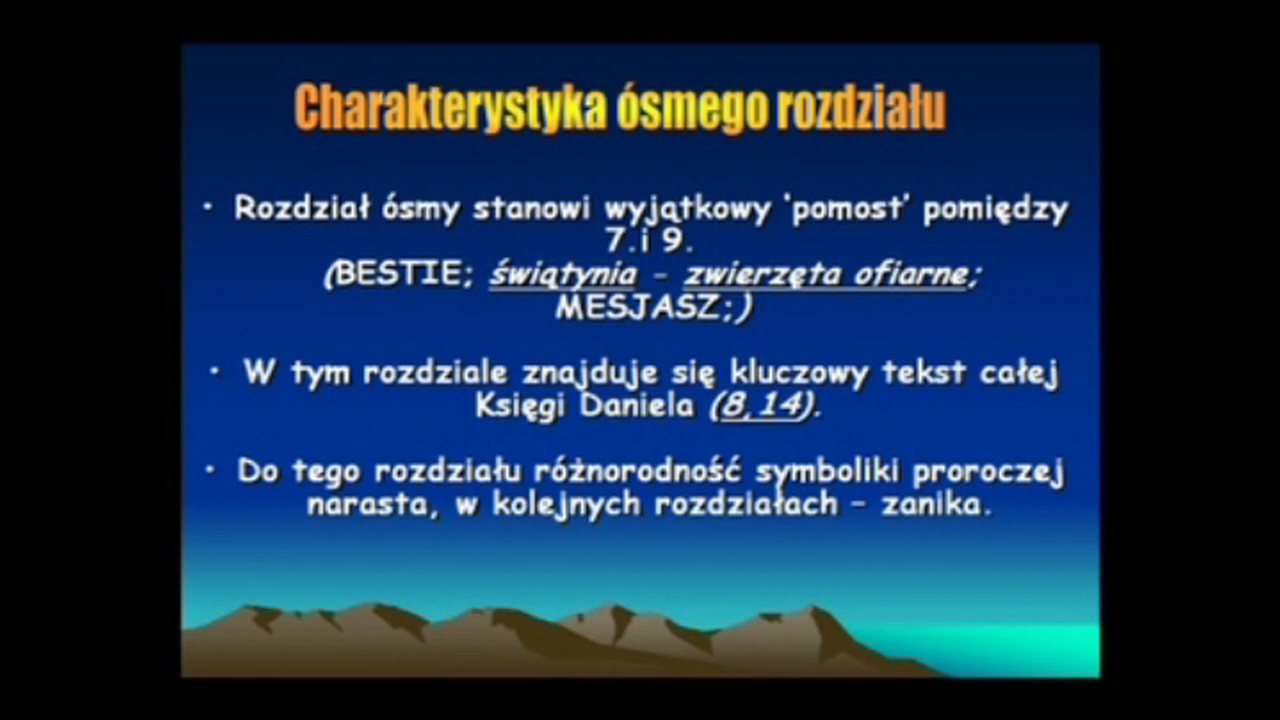 Charakterystyka ósmego rozdziału
• Rozdział ósmy stanowi wyjątkowy 'pomost' pomiędzy
7.i 9.
(BESTIE; świątynia - zwierzęta ofiarne;
MESJASZ;)
• W tym rozdziale znajduje się kluczowy tekst całej
Księgi Daniela (8,14).
• Do tego rozdziału różnorodność symboliki proroczej
narasta, w kolejnych rozdziałach - zanika.